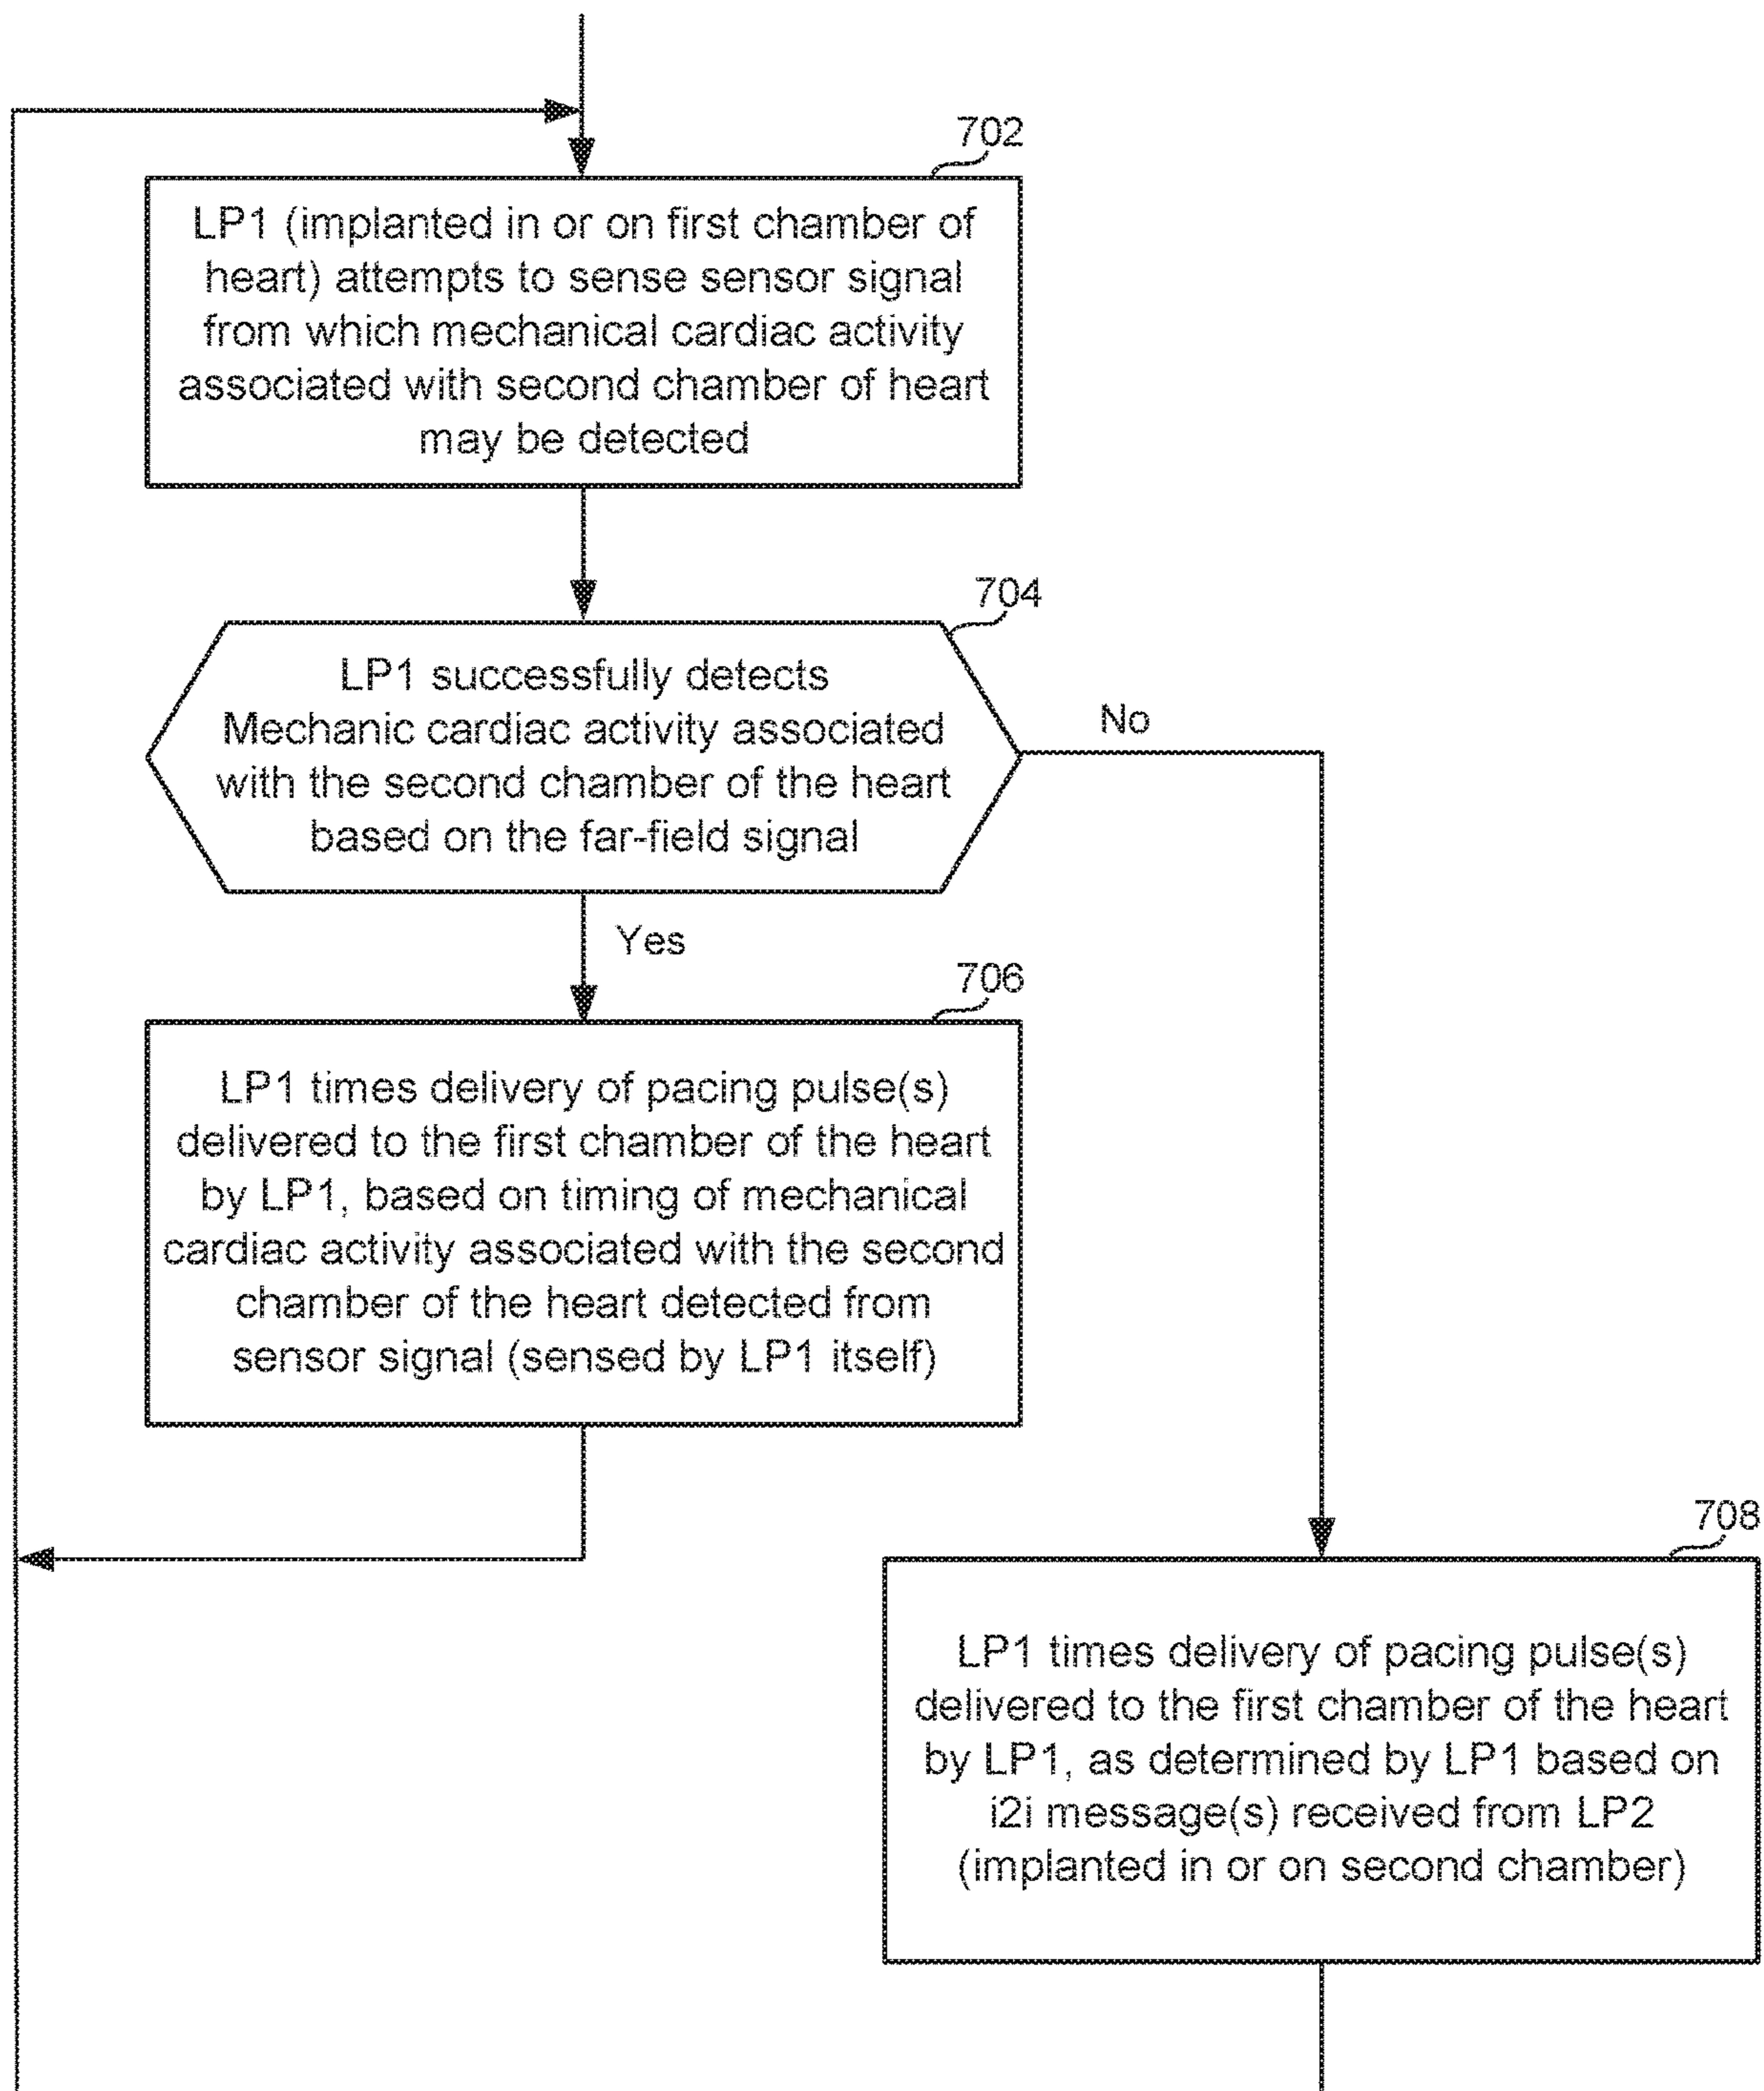 702
LP1 (implanted in or on first chamber of
heart) attempts to sense sensor signal
from which mechanical cardiac activity
associated with second chamber of heart
may be detected
704
LP1 successfully detects
Mechanic cardiac activity associated
with the second chamber of the heart
based on the far-field signal
No
Yes
706
LP1 times delivery of pacing pulse(s)
delivered to the first chamber of the heart
by LP1, based on timing of mechanical
cardiac activity associated with the second
chamber of the heart detected from
sensor signal (sensed by LP1 itself)
708
LP1 times delivery of pacing pulse(s)
delivered to the first chamber of the heart
by LP1, as determined by LP1 based on
i2i message(s) received from LP2
(implanted in or on second chamber)